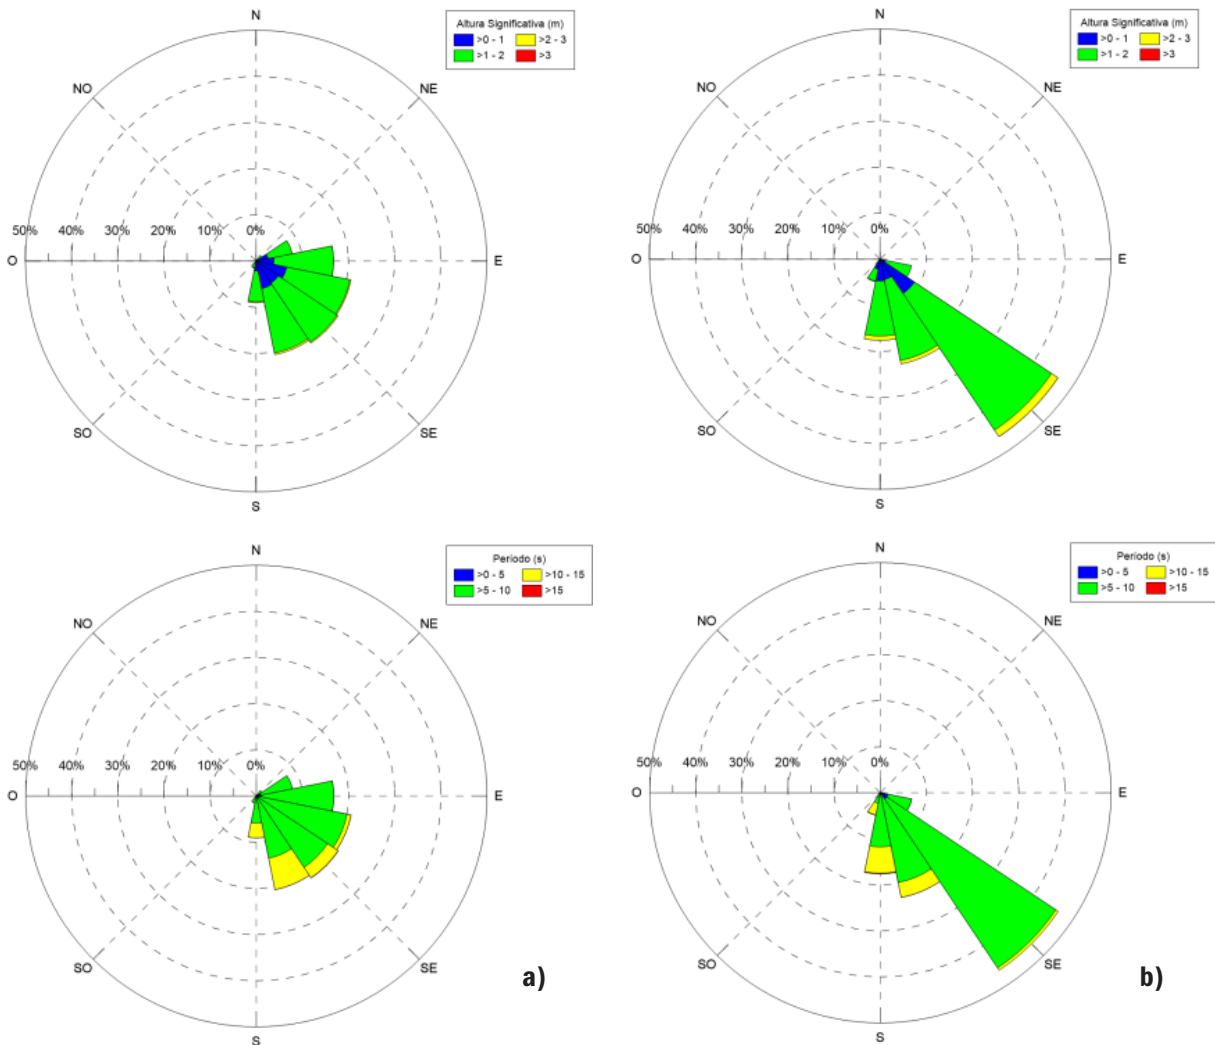 N
Altura Significativa (m)
>0 - 1 >2 - 3
>1 - 2 >3
NO NE
50% 40% 30% 20% 10% 0%
O E
SO SE
S
N
Altura Significativa (m)
>0 - 1 >2 - 3
>1 - 2 >3
NO NE
50% 40% 30% 20% 10% 0%
O E
SO SE
S
N
Período (s)
>0 - 5 >10 - 15
>5 - 10 >15
NO NE
50% 40% 30% 20% 10% 0%
O E
SO SE
S
a)
N
Período (s)
>0 - 5 >10 - 15
>5 - 10 >15
NO NE
50% 40% 30% 20% 10% 0%
O E
SO SE
S
b)